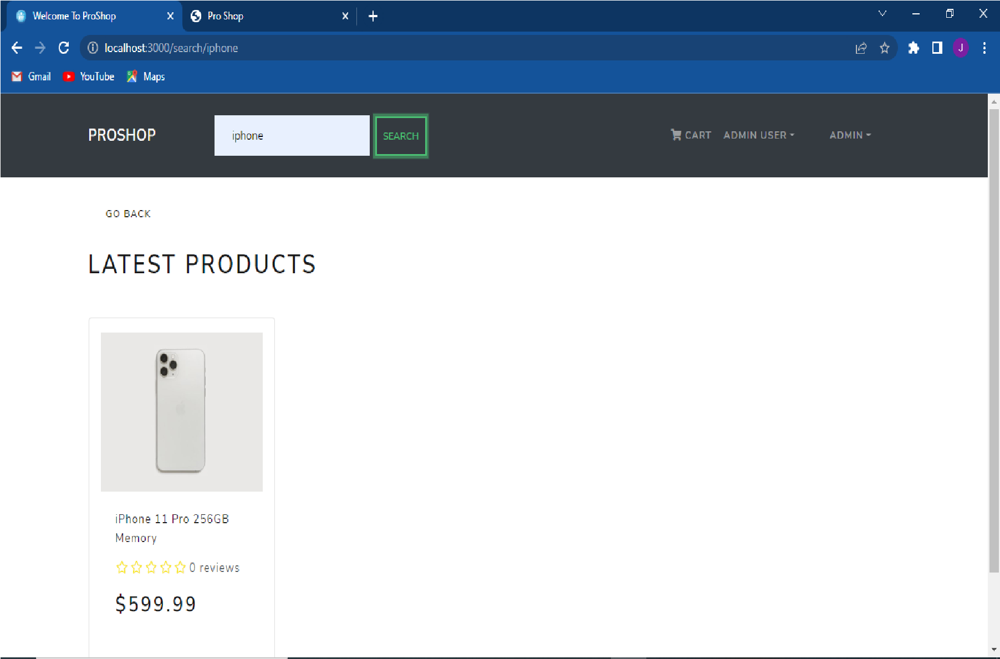 Welcome To ProShop
Pro Shop
localhost:3000/search/iphone
J
Gmail
YouTube
Maps
PROSHOP
iphone
SEARCH
CART
ADMIN USER
ADMIN
GO BACK
LATEST PRODUCTS
iPhone 11 Pro 256GB
Memory
0 reviews
$599.99